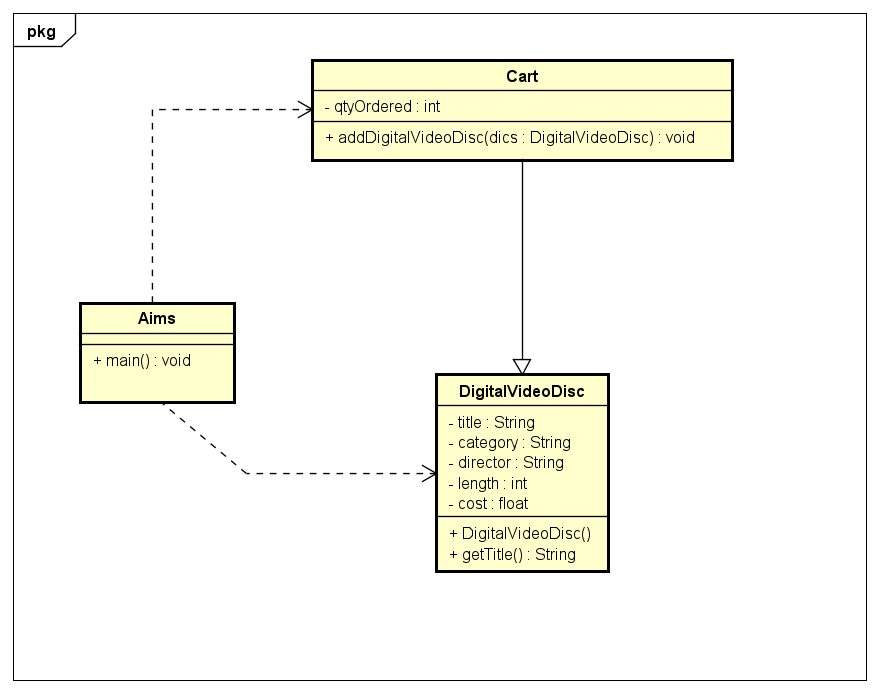 pkg
Cart
- qtyOrdered : int
+ addDigitalVideoDisc(dics : DigitalVideoDisc) : void
Aims
+ main() : void
DigitalVideoDisc
- title : String
- category : String
- director : String
- length : int
- cost : float
+ DigitalVideoDisc()
+ getTitle() : String